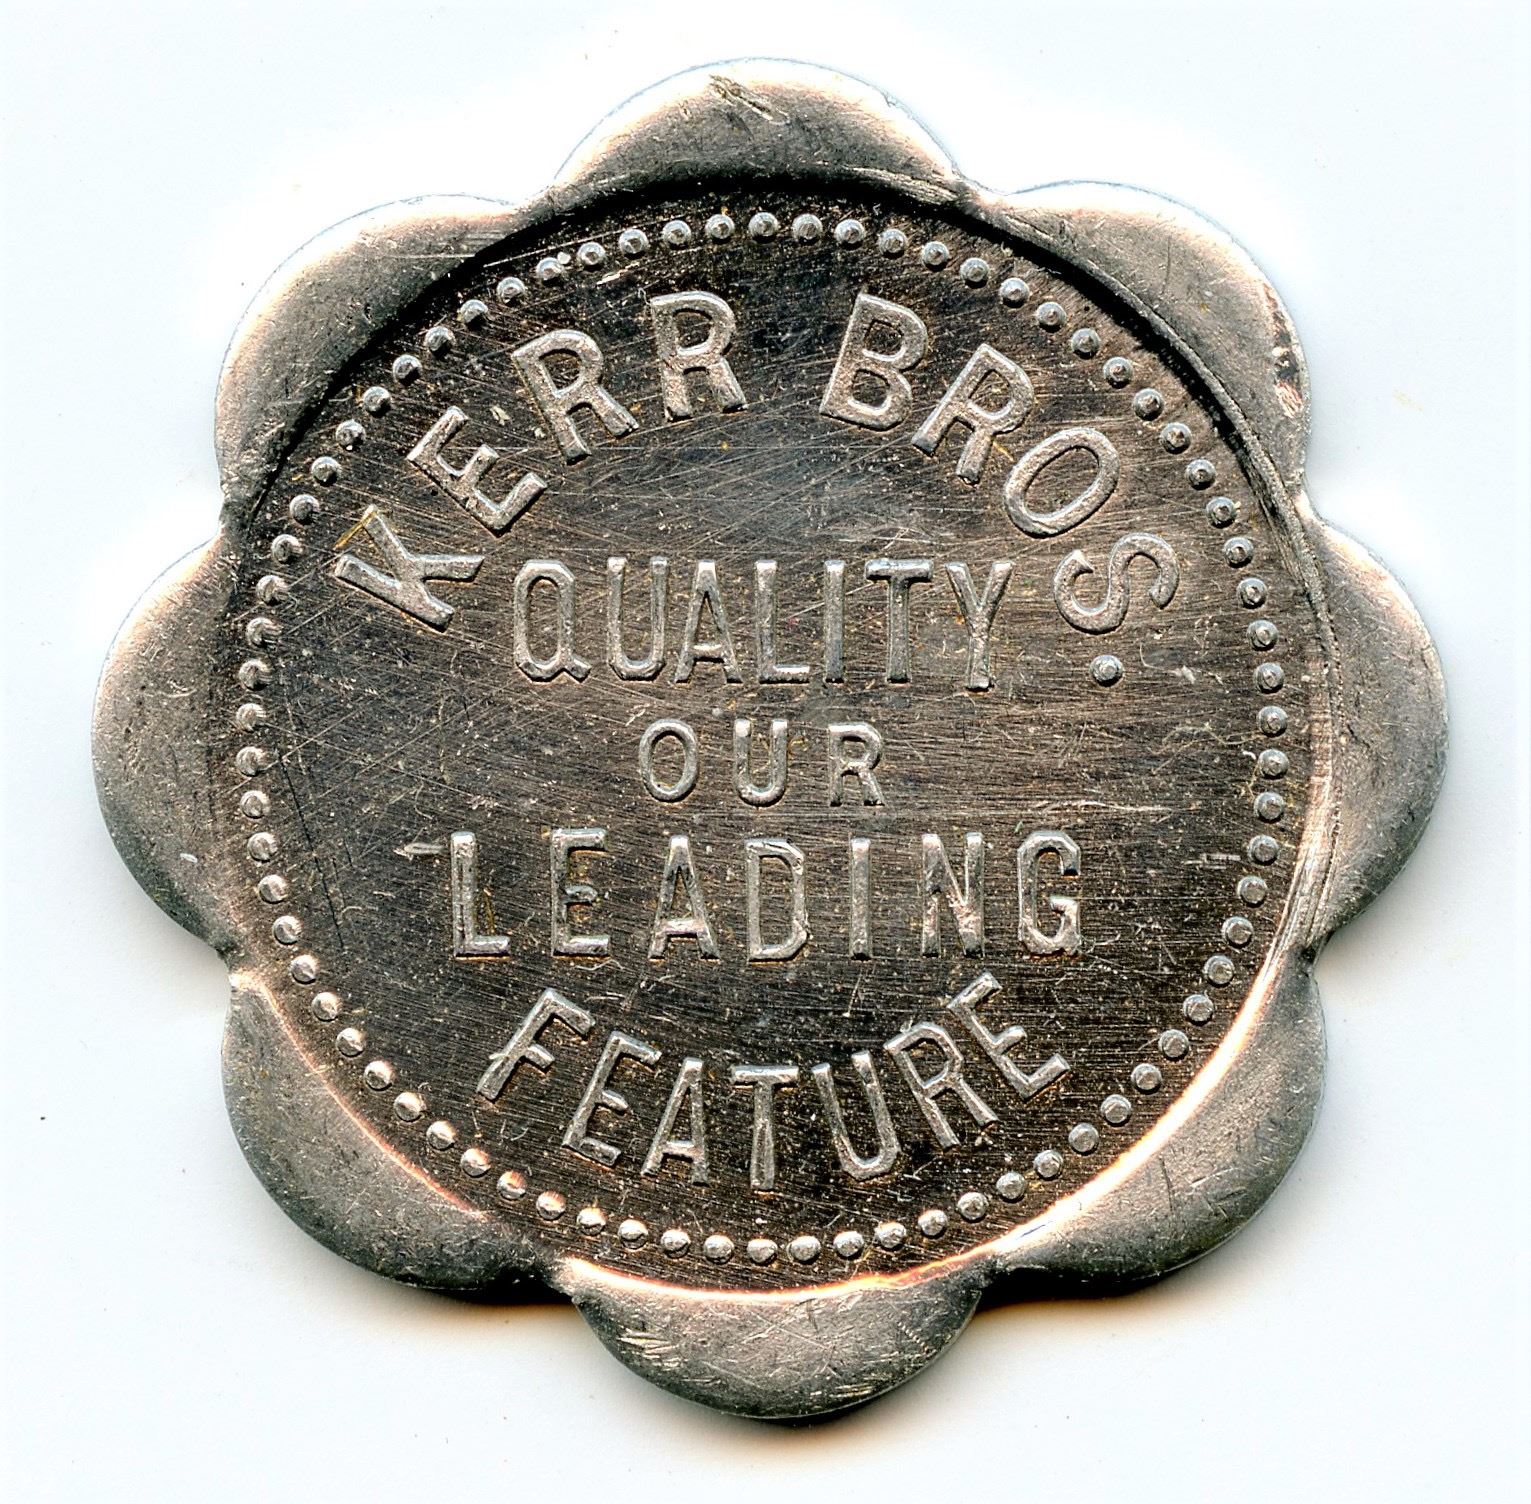 KERR BROS.
QUALITY
OUR
LEADING
FEATURE